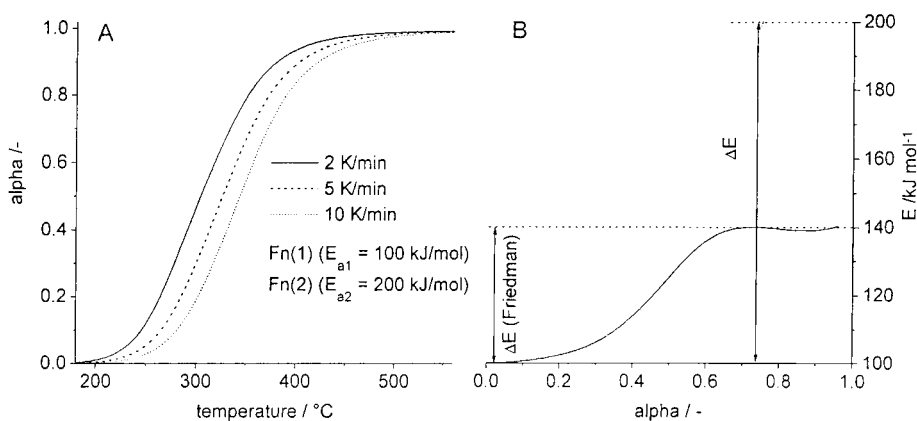 A
1.0
0.8
0.6
0.4
0.2
0.0
alpha /-
2 K/min
5 K/min
10 K/min
Fn(1) (Ea1 = 100 kJ/mol)
Fn(2) (Ea2 = 200 kJ/mol)
200
300
400
500
temperature / °C
B
ΔE
ΔE (Friedman)
200
180
160
140
120
100
E /kJ mol-1
0.0
0.2
0.4
0.6
0.8
1.0
alpha / -